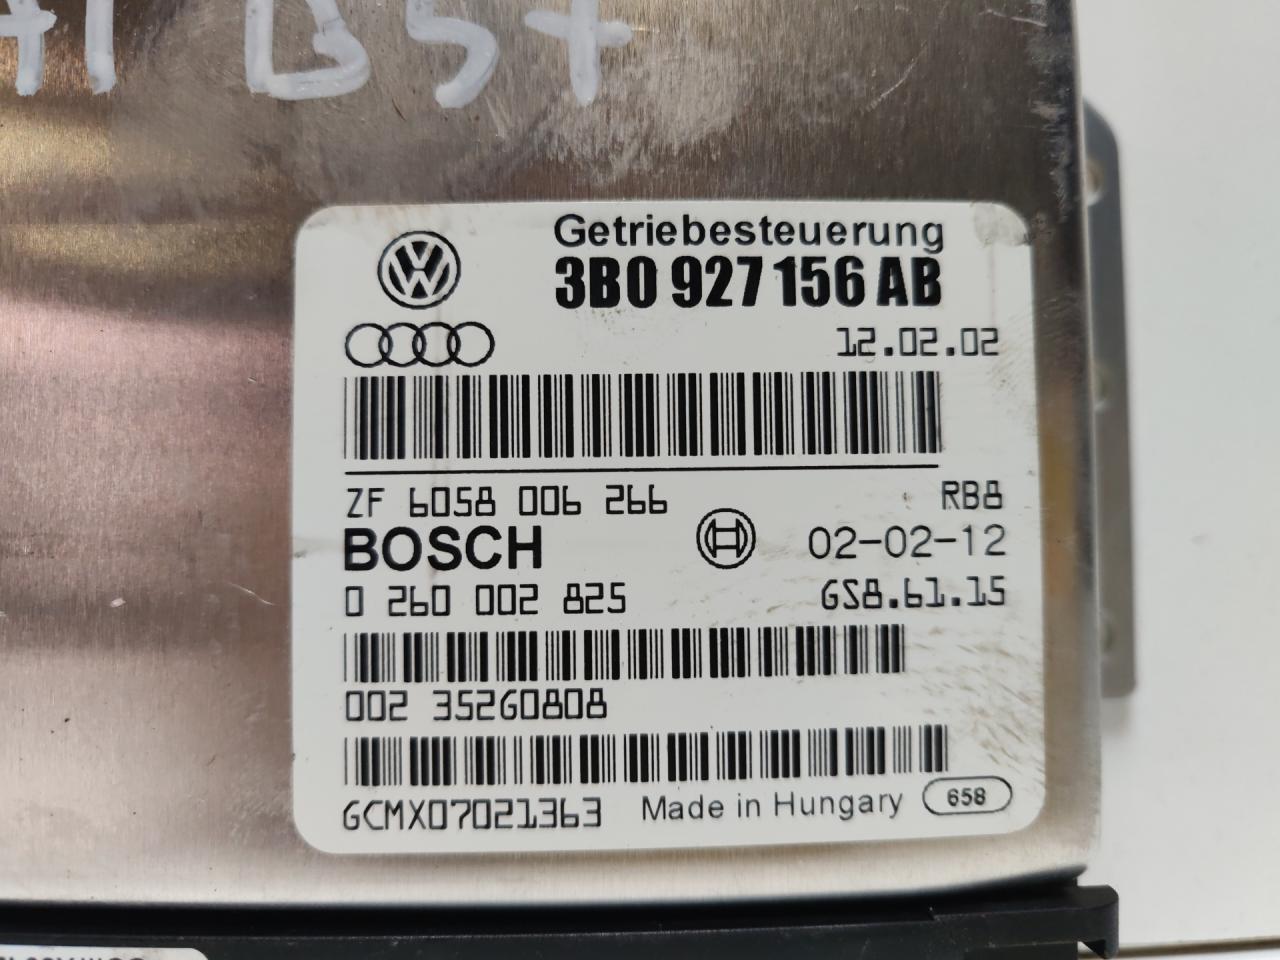 B5+
Getriebesteuerung
3B0 927 156 AB
12.02.02
ZF 6058 006 266 RB8
BOSCH 02-02-12
0 260 002 825 GS8.61.15
002 35260808
GCMX07021363 Made in Hungary 658